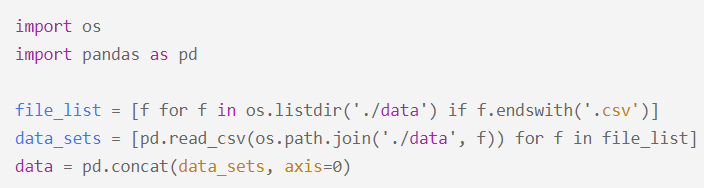 import os
import pandas as pd
file_list = [f for f in os.listdir('./data') if f.endswith('.csv')]
data_sets = [pd.read_csv(os.path.join('./data', f)) for f in file_list]
data = pd.concat(data_sets, axis=0)